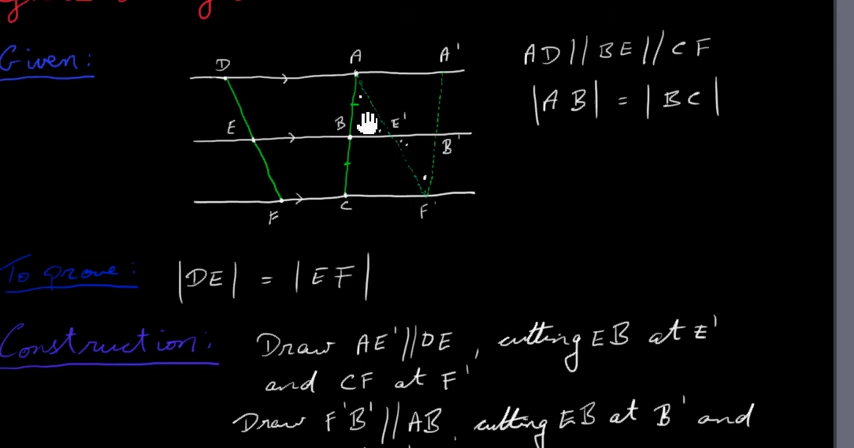 Given:
D A A'
E B E' B'
F C F'
AD//BE//CF
|AB| = |BC|
To prove: |DE| = |EF|
Construction: Draw AE'//DE, cutting EB at E'
and CF at F'
Draw F'B'//AB, cutting EB at B' and